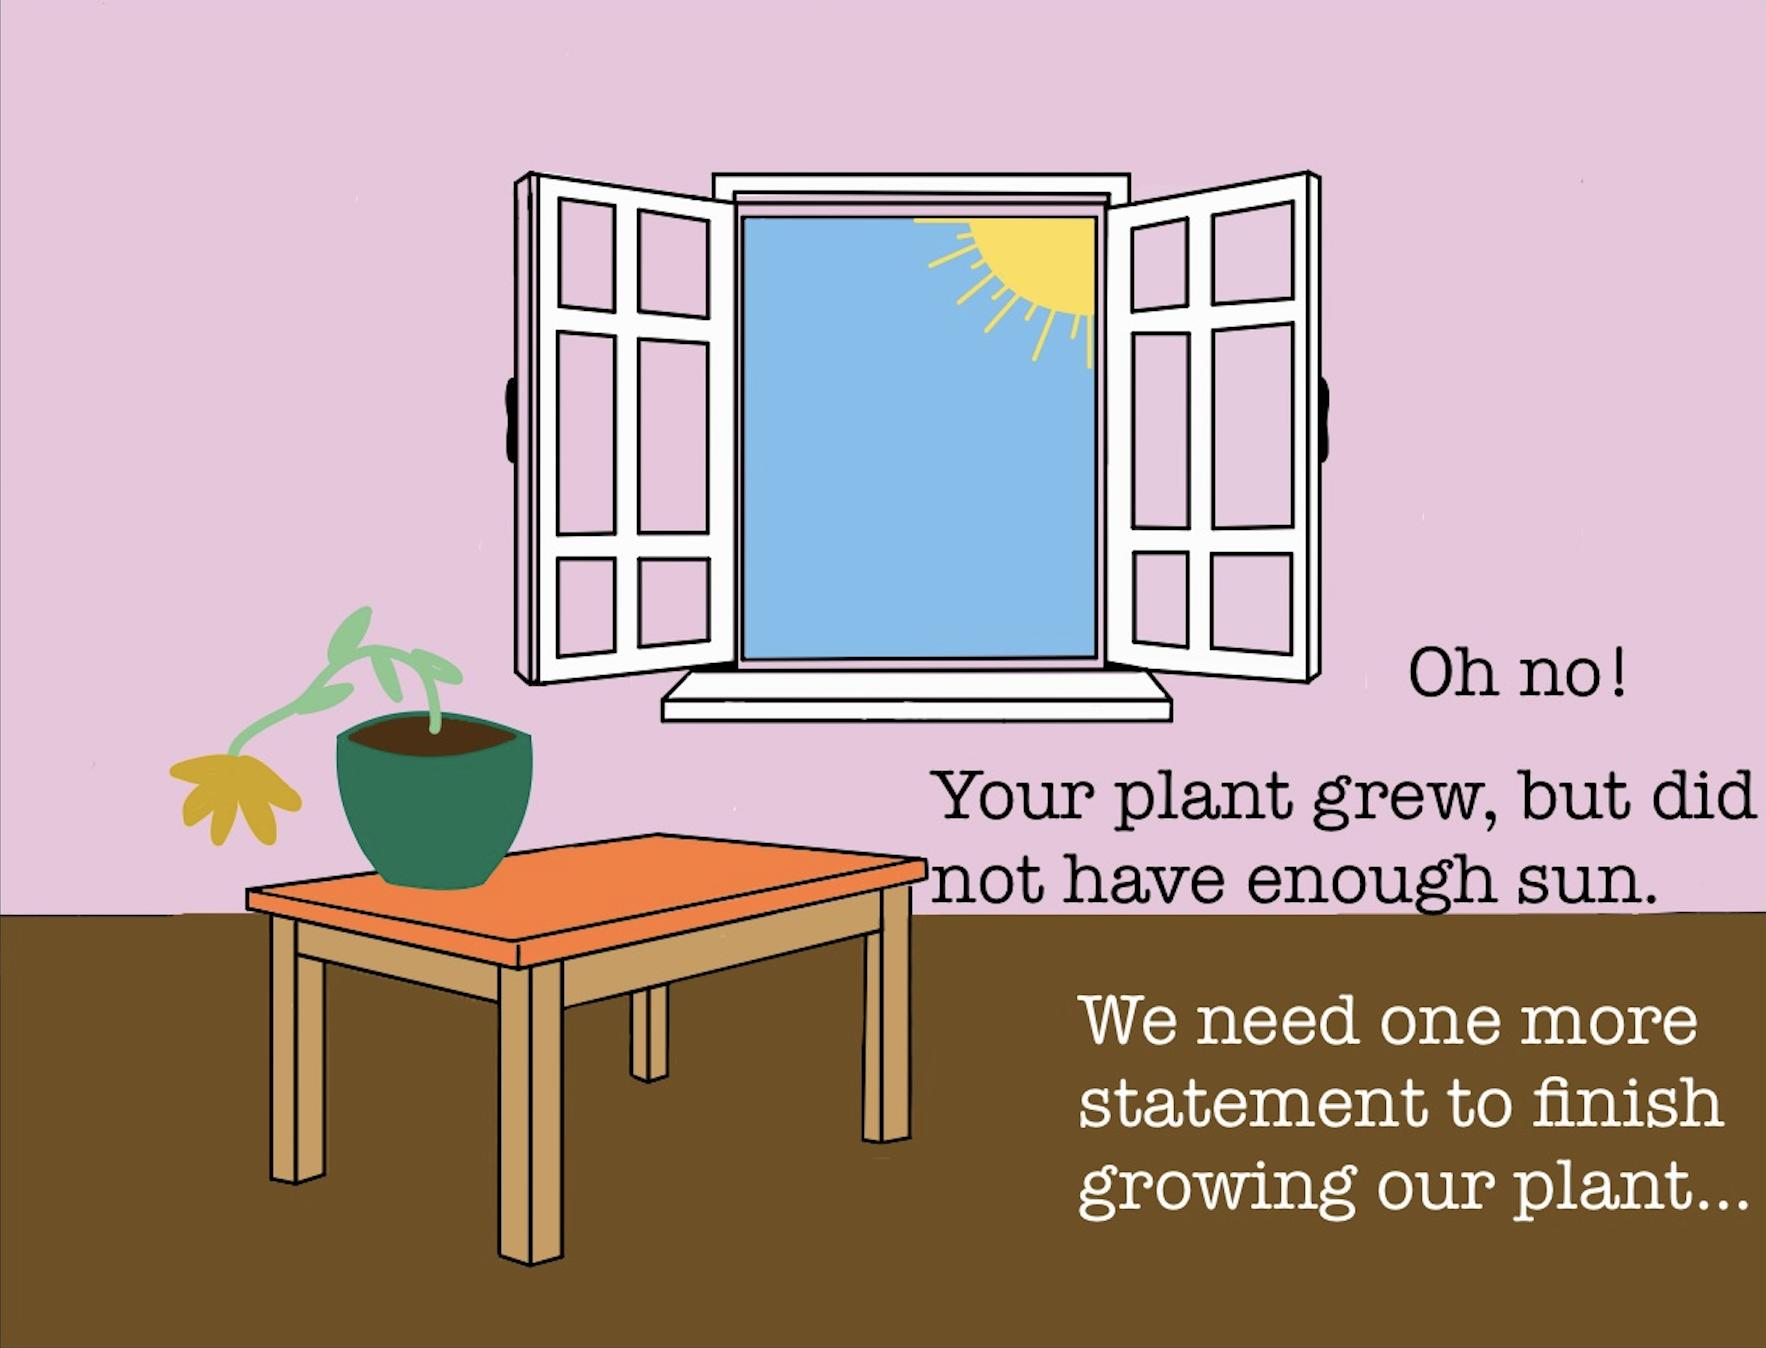 Oh no!
Your plant grew, but did
not have enough sun.
We need one more
statement to finish
growing our plant...